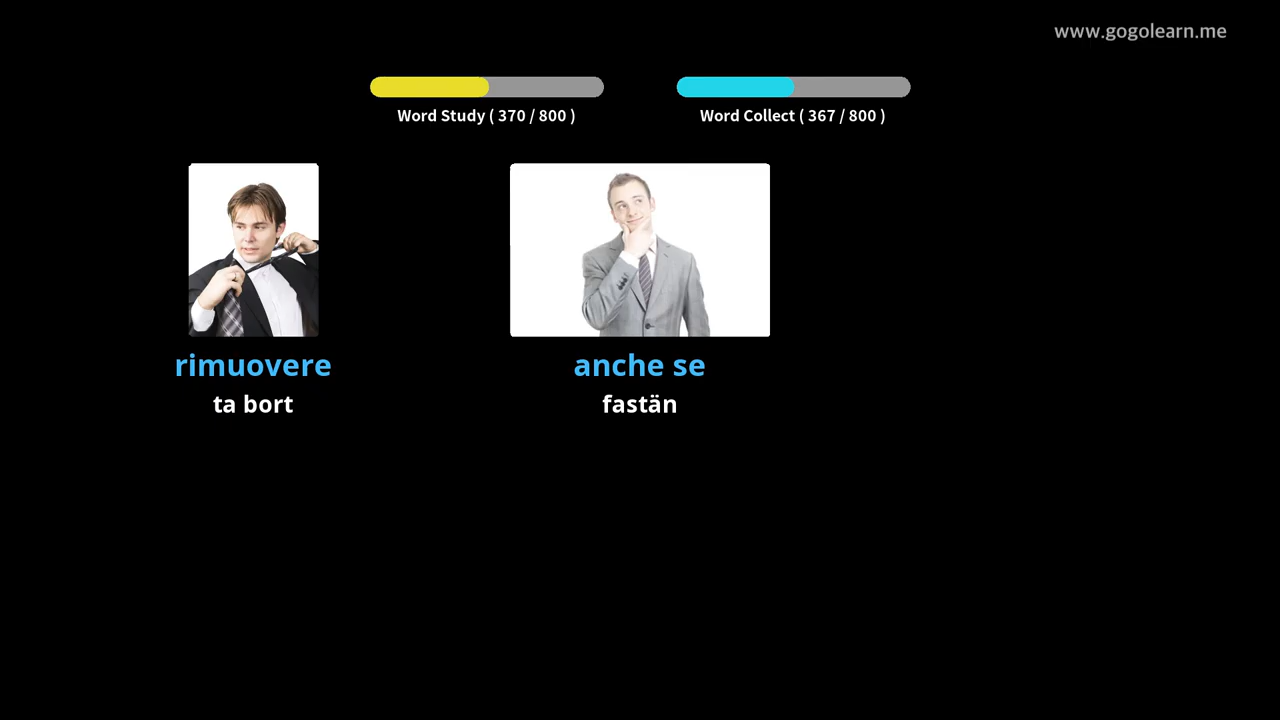 www.gogolearn.me
Word Study ( 370 / 800 )
Word Collect ( 367 / 800 )
rimuovere
ta bort
anche se
fastän